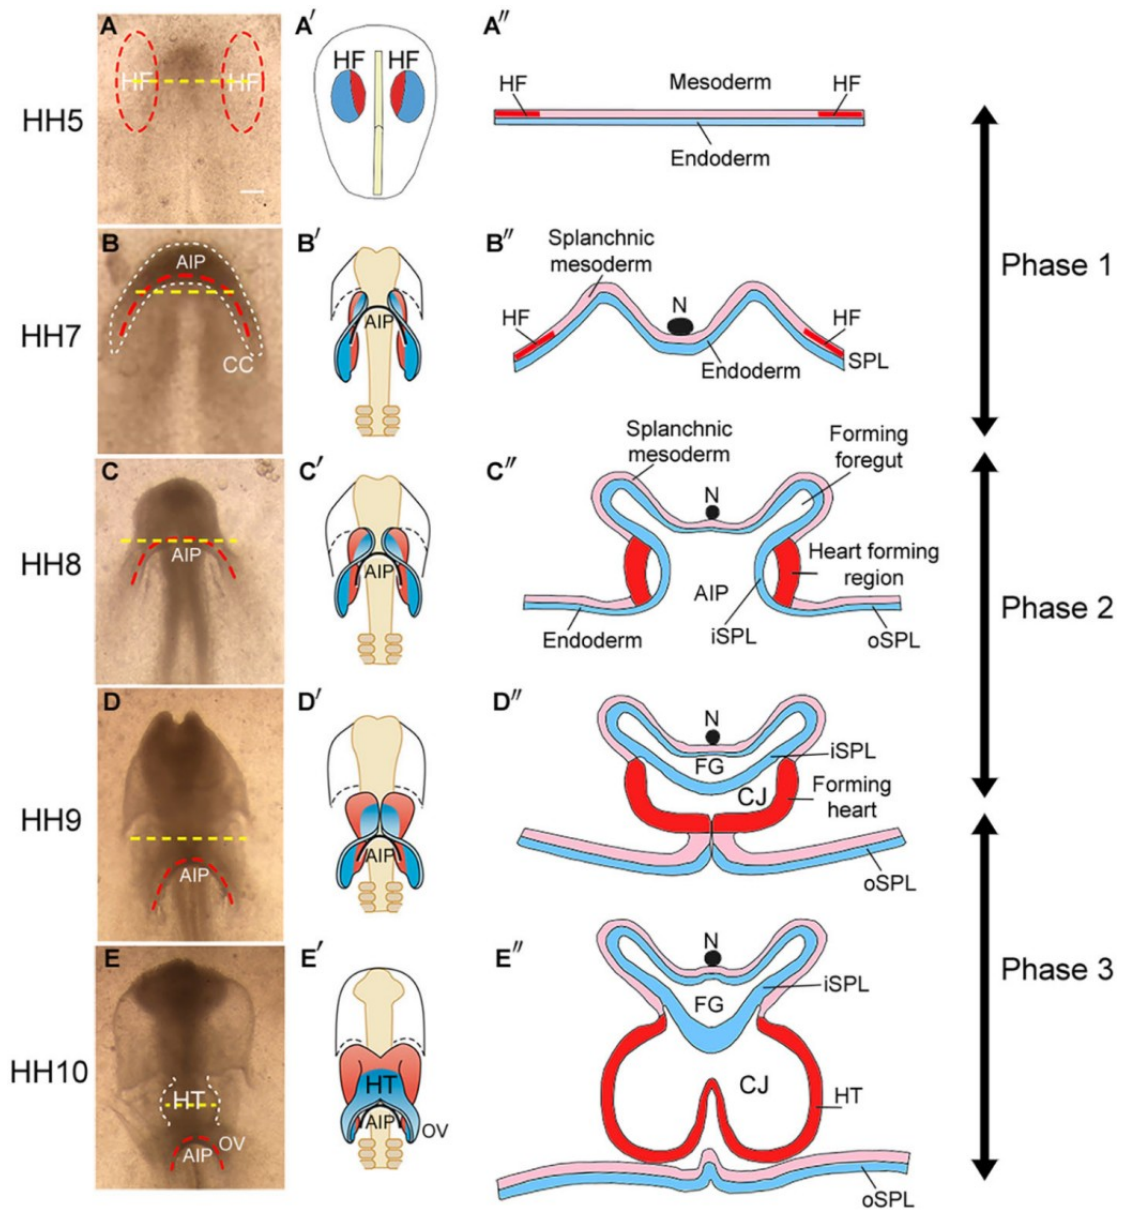 A
HF
HF
A′
HF HF
A″
Mesoderm
HF
HF
Endoderm
HH5
B
AIP
CC
B′
AIP
B″
Splanchnic
mesoderm
N
HF
HF
SPL
Endoderm
HH7
Phase 1
C
AIP
C′
AIP
C″
Splanchnic
mesoderm
Forming
foregut
N
Heart forming
region
AIP
Endoderm
iSPL
oSPL
HH8
Phase 2
D
AIP
D′
AIP
D″
N
FG
iSPL
CJ
Forming
heart
oSPL
HH9
E
HT
AIP
OV
E′
HT
AIP
OV
E″
N
FG
iSPL
CJ
HT
oSPL
HH10
Phase 3